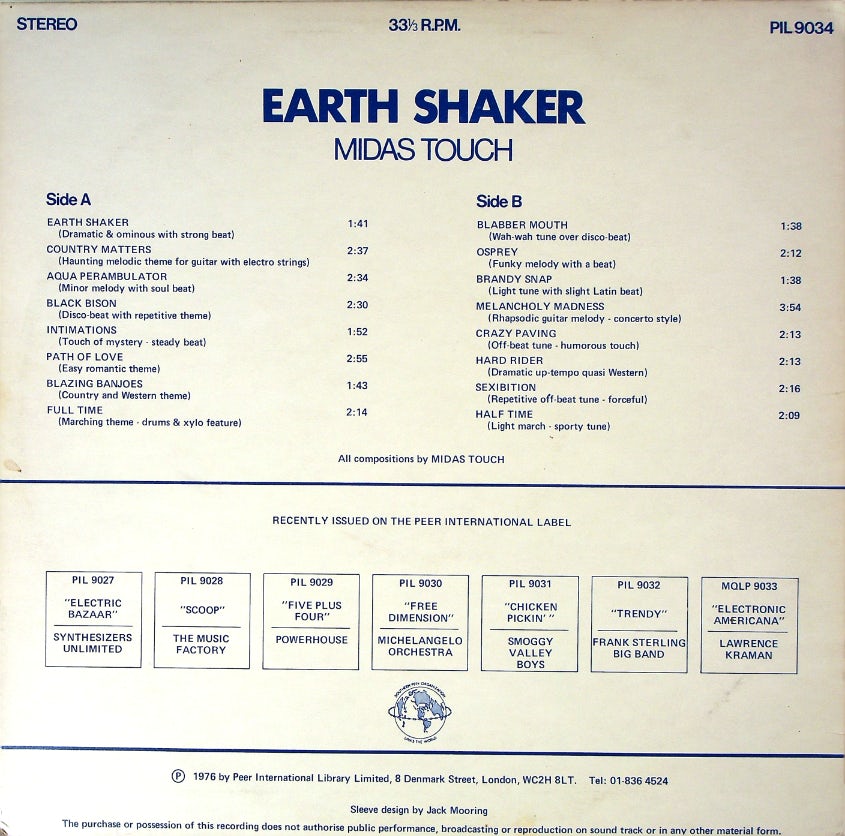 STEREO 33⅓ R.P.M. PIL 9034
EARTH SHAKER
MIDAS TOUCH
Side A
EARTH SHAKER 1:41
(Dramatic & ominous with strong beat)
COUNTRY MATTERS 2:37
(Haunting melodic theme for guitar with electro strings)
AQUA PERAMBULATOR 2:34
(Minor melody with soul beat)
BLACK BISON 2:30
(Disco-beat with repetitive theme)
INTIMATIONS 1:52
(Touch of mystery - steady beat)
PATH OF LOVE 2:55
(Easy romantic theme)
BLAZING BANJOES 1:43
(Country and Western theme)
FULL TIME 2:14
(Marching theme - drums & xylo feature)
Side B
BLABBER MOUTH 1:38
(Wah-wah tune over disco-beat)
OSPREY 2:12
(Funky melody with a beat)
BRANDY SNAP 1:38
(Light tune with slight Latin beat)
MELANCHOLY MADNESS 3:54
(Rhapsodic guitar melody - concerto style)
CRAZY PAVING 2:13
(Off-beat tune - humorous touch)
HARD RIDER 2:13
(Dramatic up-tempo quasi Western)
SEXIBITION 2:16
(Repetitive off-beat tune - forceful)
HALF TIME 2:09
(Light march - sporty tune)
All compositions by MIDAS TOUCH
RECENTLY ISSUED ON THE PEER INTERNATIONAL LABEL
PIL 9027
"ELECTRIC
BAZAAR"
SYNTHESIZERS
UNLIMITED
PIL 9028
"SCOOP"
THE MUSIC
FACTORY
PIL 9029
"FIVE PLUS
FOUR"
POWERHOUSE
PIL 9030
"FREE
DIMENSION"
MICHELANGELO
ORCHESTRA
PIL 9031
"CHICKEN
PICKIN' "
SMOGGY
VALLEY
BOYS
PIL 9032
"TRENDY"
FRANK STERLING
BIG BAND
MQLP 9033
"ELECTRONIC
AMERICANA"
LAWRENCE
KRAMAN
Ⓟ 1976 by Peer International Library Limited, 8 Denmark Street, London, WC2H 8LT. Tel: 01-836 4524
Sleeve design by Jack Mooring
The purchase or possession of this recording does not authorise public performance, broadcasting or reproduction on sound track or in any other material form.